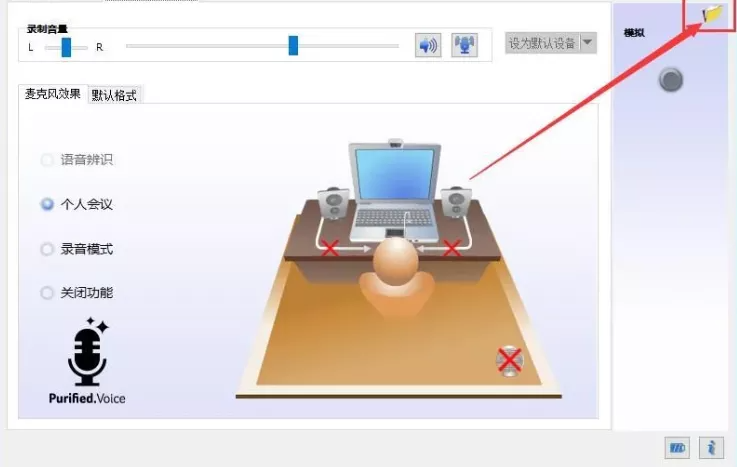 录制音量
L
R
设为默认设备
模拟
麦克风效果
默认格式
语音辨识
个人会议
录音模式
关闭功能
Purified.Voice